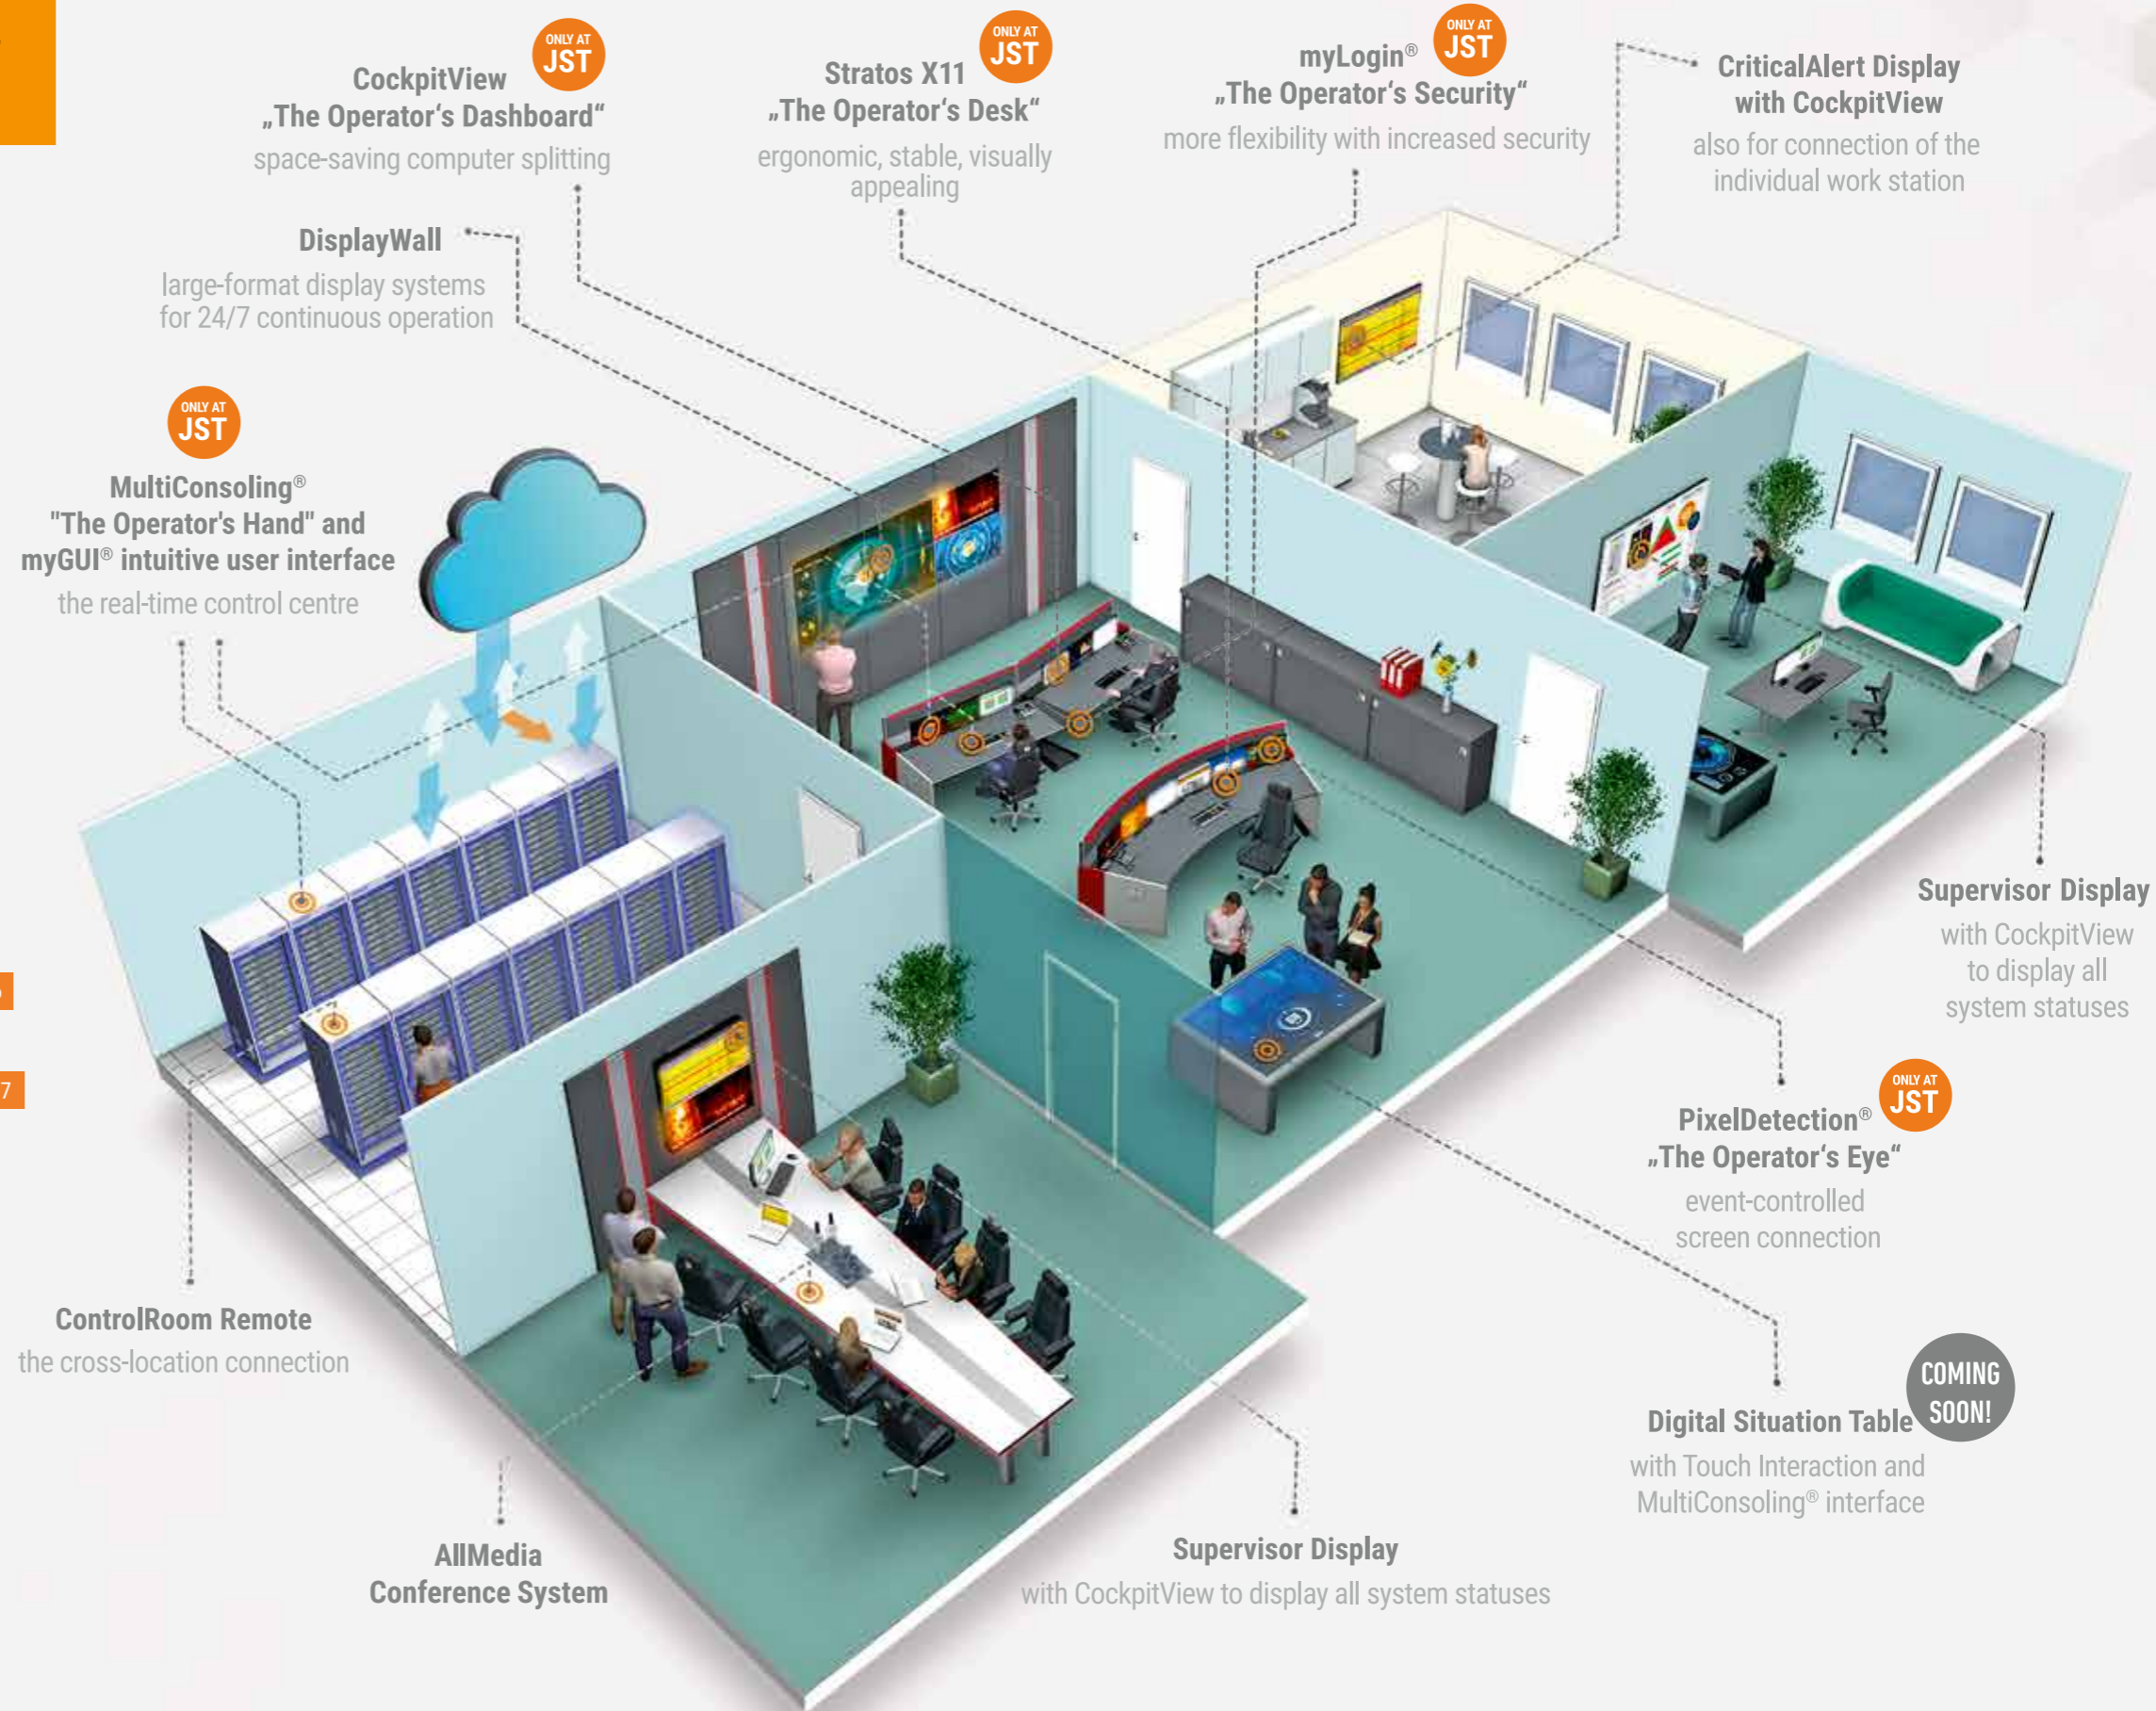 ONLY AT
JST
CockpitView
„The Operator‘s Dashboard“
space-saving computer splitting
ONLY AT
JST
Stratos X11
„The Operator‘s Desk“
ergonomic, stable, visually
appealing
ONLY AT
JST
myLogin®
„The Operator‘s Security“
more flexibility with increased security
CriticalAlert Display
with CockpitView
also for connection of the
individual work station
DisplayWall
large-format display systems
for 24/7 continuous operation
ONLY AT
JST
MultiConsoling®
"The Operator's Hand" and
myGUI® intuitive user interface
the real-time control centre
Supervisor Display
with CockpitView
to display all
system statuses
7
ONLY AT
JST
PixelDetection®
„The Operator‘s Eye“
event-controlled
screen connection
ControlRoom Remote
the cross-location connection
COMING
SOON!
Digital Situation Table
with Touch Interaction and
MultiConsoling® interface
AllMedia
Conference System
Supervisor Display
with CockpitView to display all system statuses